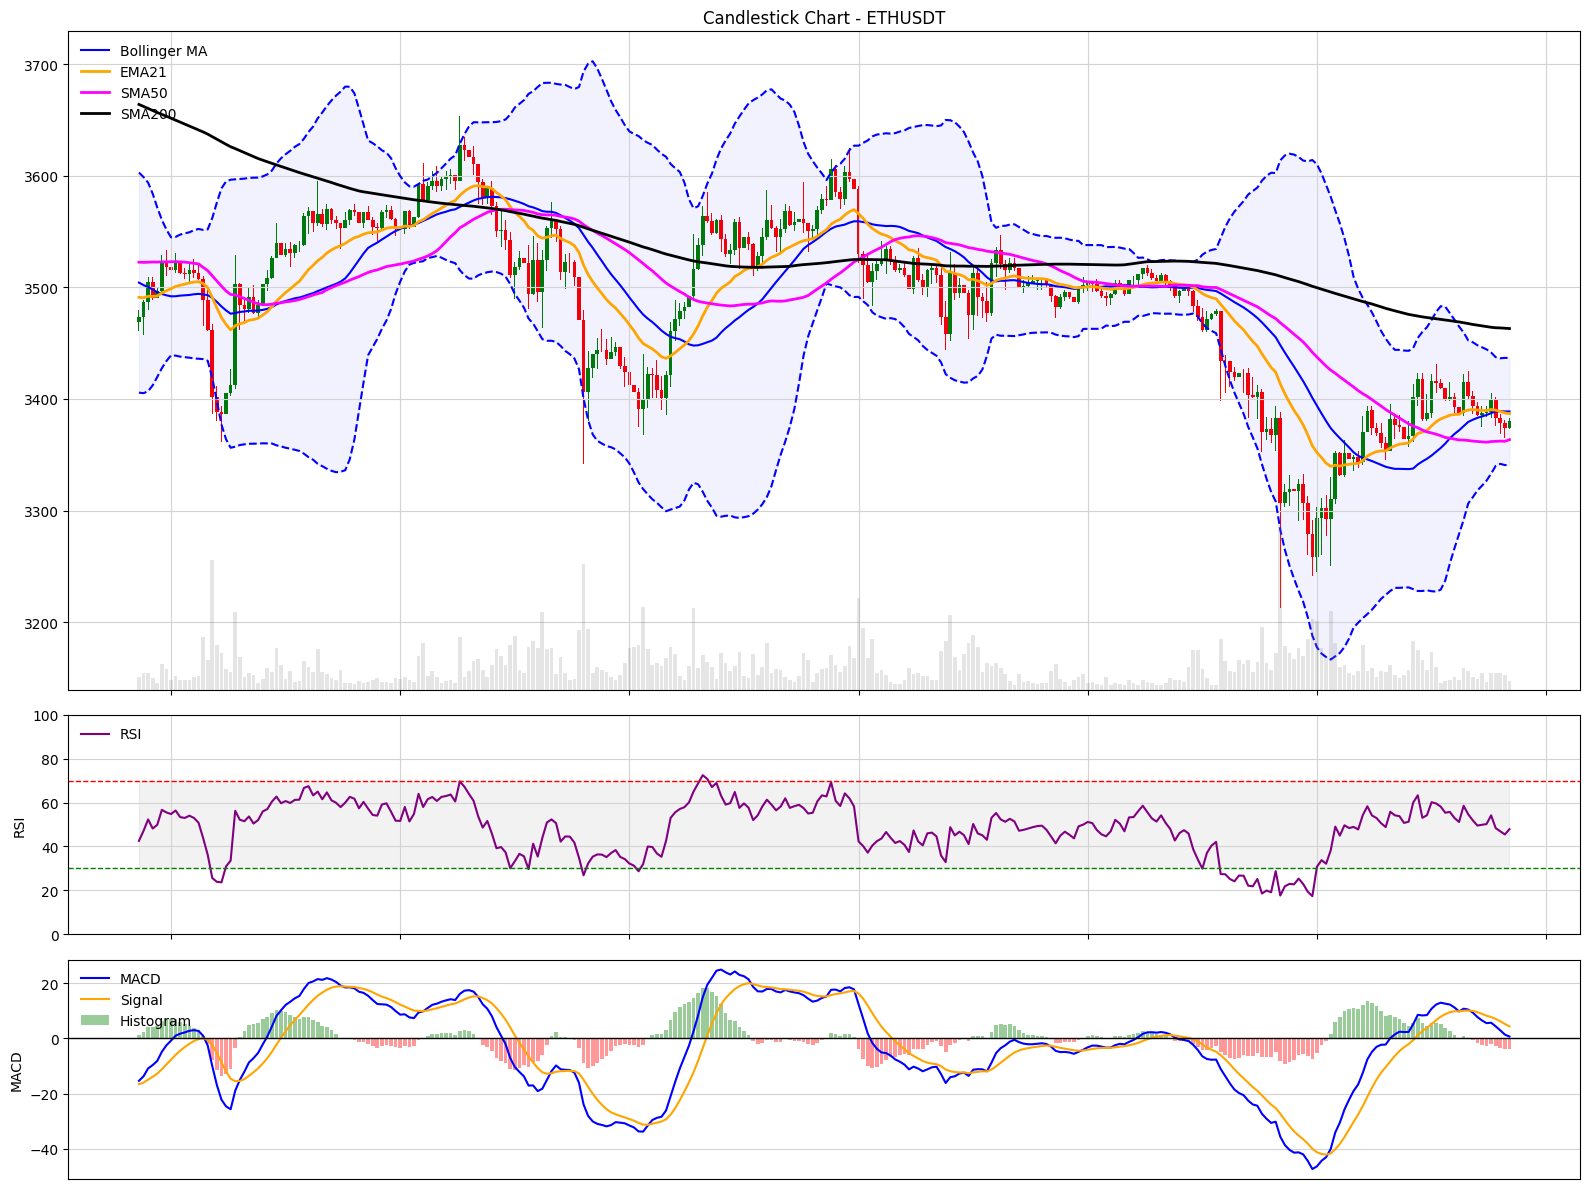 Candlestick Chart - ETHUSDT
Bollinger MA
EMA21
SMA50
SMA200
3700
3600
3500
3400
3300
3200
RSI
100
80
60
40
20
0
RSI
MACD
Signal
Histogram
20
0
−20
−40
MACD